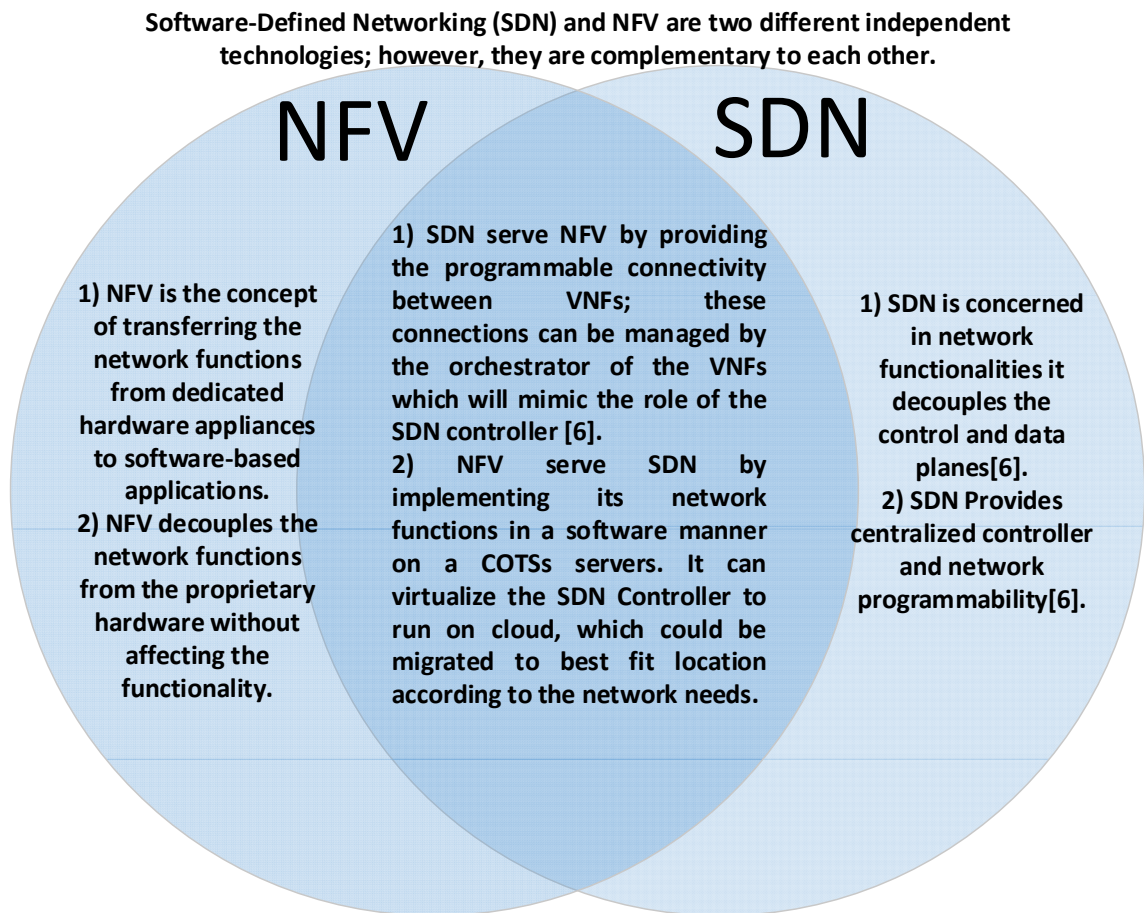 Software-Defined Networking (SDN) and NFV are two different independent
technologies; however, they are complementary to each other.
NFV
SDN
1) NFV is the concept
of transferring the
network functions
from dedicated
hardware appliances
to software-based
applications.
2) NFV decouples the
network functions
from the proprietary
hardware without
affecting the
functionality.
1) SDN serve NFV by providing
the programmable connectivity
between VNFs; these
connections can be managed by
the orchestrator of the VNFs
which will mimic the role of the
SDN controller [6].
2) NFV serve SDN by
implementing its network
functions in a software manner
on a COTSs servers. It can
virtualize the SDN Controller to
run on cloud, which could be
migrated to best fit location
according to the network needs.
1) SDN is concerned
in network
functionalities it
decouples the
control and data
planes[6].
2) SDN Provides
centralized controller
and network
programmability[6].